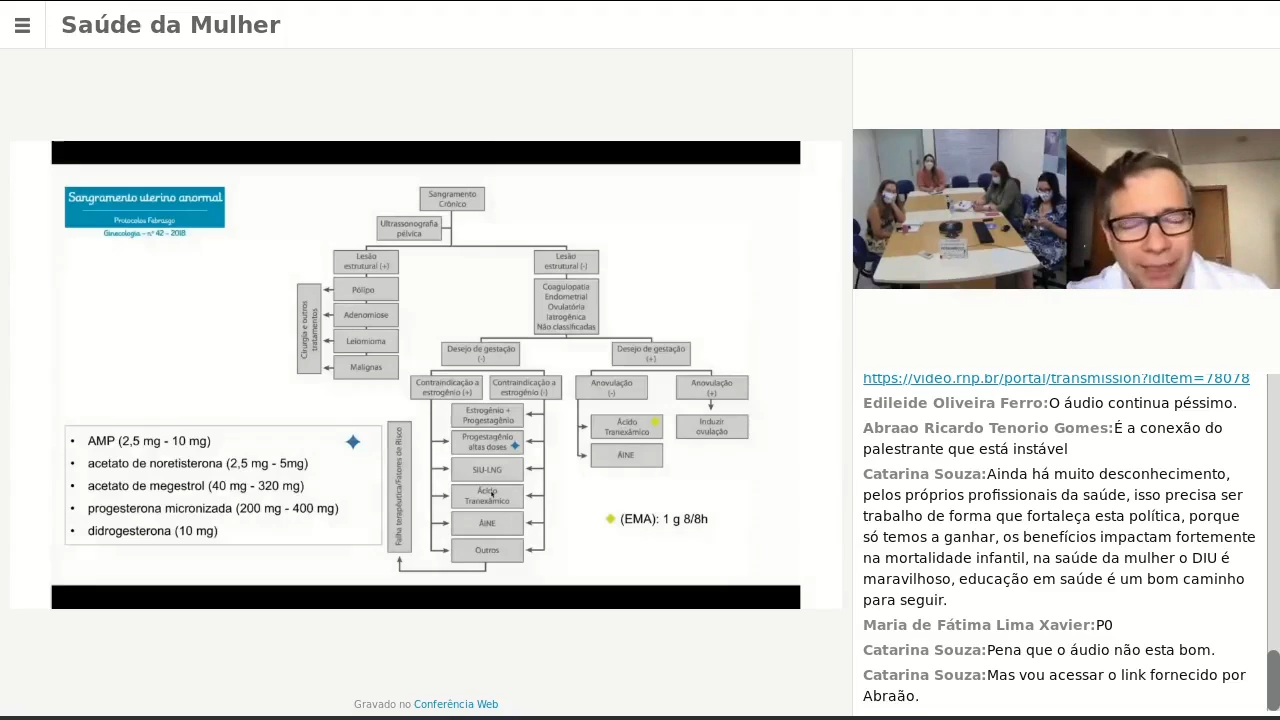 Saúde da Mulher
Sangramento uterino anormal
Protocolos Febrasgo
Ginecologia - nº 42 - 2018
Sangramento
Crônico
Ultrassonografia
pélvica
Lesão
estrutural (+)
Pólipo
Adenomiose
Leiomioma
Malignas
Cirurgia e outros
tratamentos
Lesão
estrutural (-)
Coagulopatia
Endometrial
Ovulatória
Iatrogênica
Não classificadas
Desejo de gestação
(-)
Desejo de gestação
(+)
Contraindicação a
estrogênio (+)
Contraindicação a
estrogênio (-)
Anovulação
(-)
Anovulação
(+)
Estrogênio +
Progestagênio
Progestagênio
altas doses
SIU-LNG
Ácido
Tranexâmico
ÁINE
Outros
Falha terapêutica/Fatores de Risco
Ácido
Tranexâmico
ÁINE
Induzir
ovulação
• AMP (2,5 mg - 10 mg)
• acetato de noretisterona (2,5 mg - 5mg)
• acetato de megestrol (40 mg - 320 mg)
• progesterona micronizada (200 mg - 400 mg)
• didrogesterona (10 mg)
(EMA): 1 g 8/8h
Gravado no Conferência Web
https://video.rnp.br/portal/transmission?idItem=78678
Edileide Oliveira Ferro:O áudio continua péssimo.
Abraao Ricardo Tenorio Gomes:É a conexão do
palestrante que está instável
Catarina Souza:Ainda há muito desconhecimento,
pelos próprios profissionais da saúde, isso precisa ser
trabalho de forma que fortaleça esta política, porque
só temos a ganhar, os benefícios impactam fortemente
na mortalidade infantil, na saúde da mulher o DIU é
maravilhoso, educação em saúde é um bom caminho
para seguir.
Maria de Fátima Lima Xavier:P0
Catarina Souza:Pena que o áudio não esta bom.
Catarina Souza:Mas vou acessar o link fornecido por
Abraão.